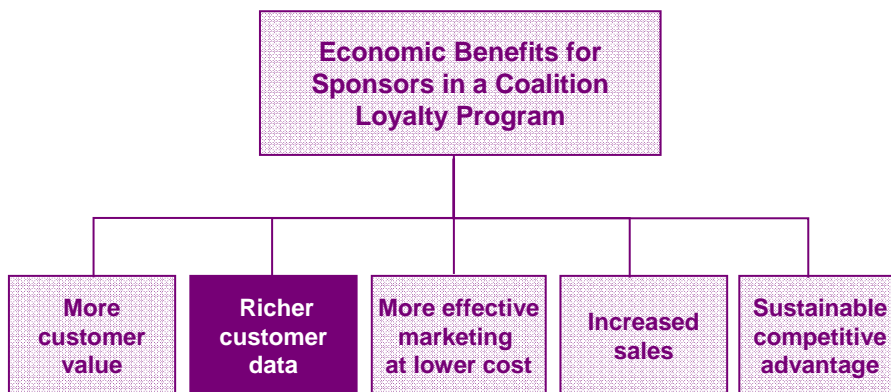 Economic Benefits for
Sponsors in a Coalition
Loyalty Program
More
customer
value
Richer
customer
data
More effective
marketing
at lower cost
Increased
sales
Sustainable
competitive
advantage